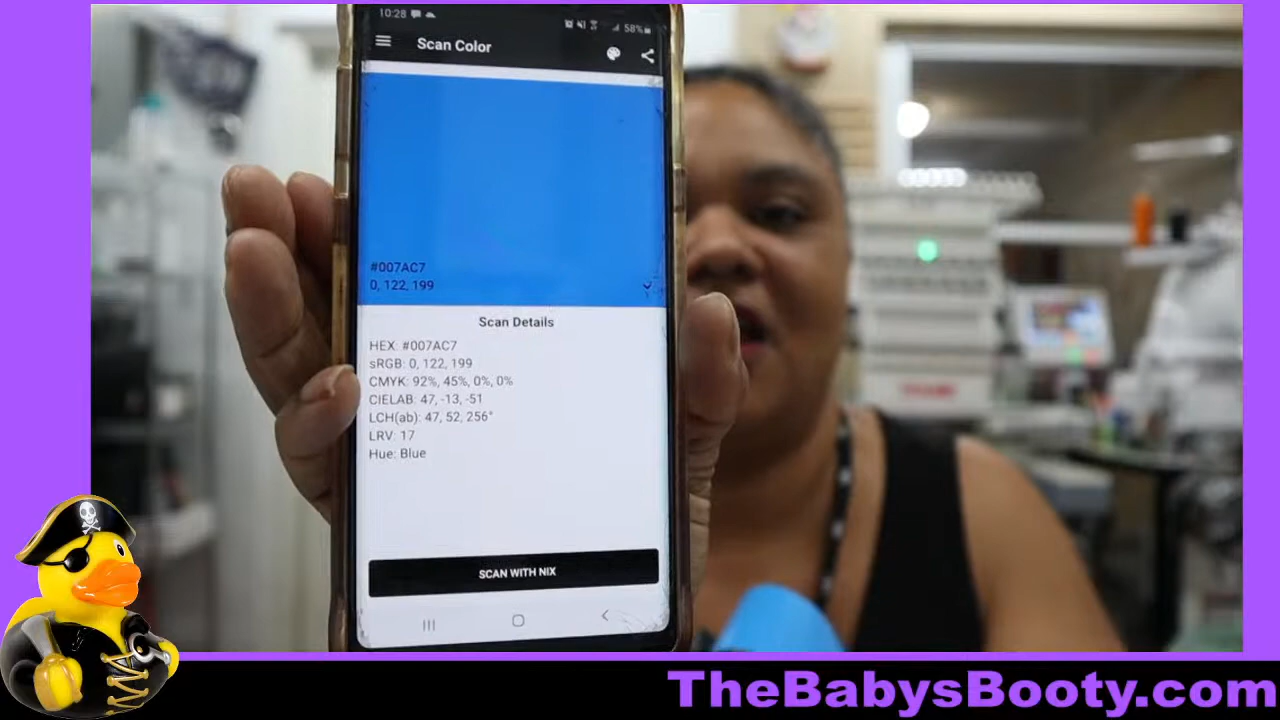 10:28
58%
Scan Color
#007AC7
0, 122, 199
Scan Details
HEX: #007AC7
sRGB: 0, 122, 199
CMYK: 92%, 45%, 0%, 0%
CIELAB: 47, -13, -51
LCH(ab): 47, 52, 256°
LRV: 17
Hue: Blue
SCAN WITH NIX
TheBabysBooty.com